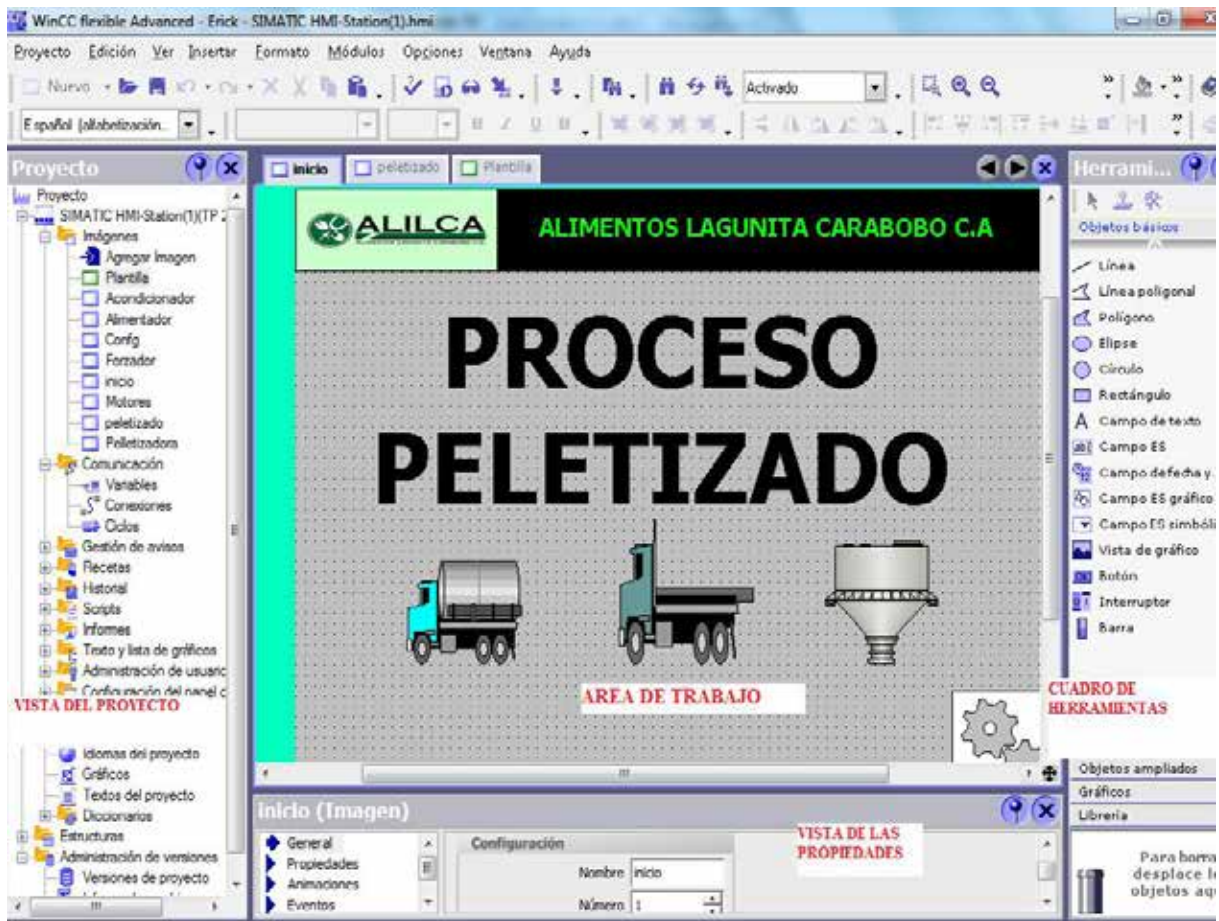 WinCC flexible Advanced - Erick - SIMATIC HMI-Station(1).hmi
Proyecto Edición Ver Insertar Formato Módulos Opciones Ventana Ayuda
Nuevo
Activado
Español (alfabetización...
Proyecto
Proyecto
SIMATIC HMI-Station(1)(TP 2
Imágenes
Agregar Imagen
Plantilla
Acondicionador
Alimentador
Confg
Forzador
inicio
Motores
peletizado
Pelletizadora
Comunicación
Variables
Conexiones
Ciclos
Gestión de avisos
Recetas
Historial
Scripts
Informes
Texto y lista de gráficos
Administración de usuaric
Configuración del panel c
VISTA DEL PROYECTO
Idiomas del proyecto
Gráficos
Textos del proyecto
Diccionarios
Estructuras
Administración de versiones
Versiones de proyecto
inicio peletizado Plantilla
ALILCA
ALIMENTOS LAGUNITA CARABOBO C.A
PROCESO
PELETIZADO
AREA DE TRABAJO
inicio (Imagen)
General
Propiedades
Animaciones
Eventos
Configuración
Nombre inicio
Número 1
VISTA DE LAS
PROPIEDADES
Herrami...
Objetos básicos
Línea
Línea poligonal
Polígono
Elipse
Círculo
Rectángulo
A Campo de texto
Campo ES
Campo de fecha y
Campo ES gráfico
Campo ES simbóli
Vista de gráfico
Botón
Interruptor
Barra
CUADRO DE
HERRAMIENTAS
Objetos ampliados
Gráficos
Librería
Para borra
desplace lo
objetos aqu